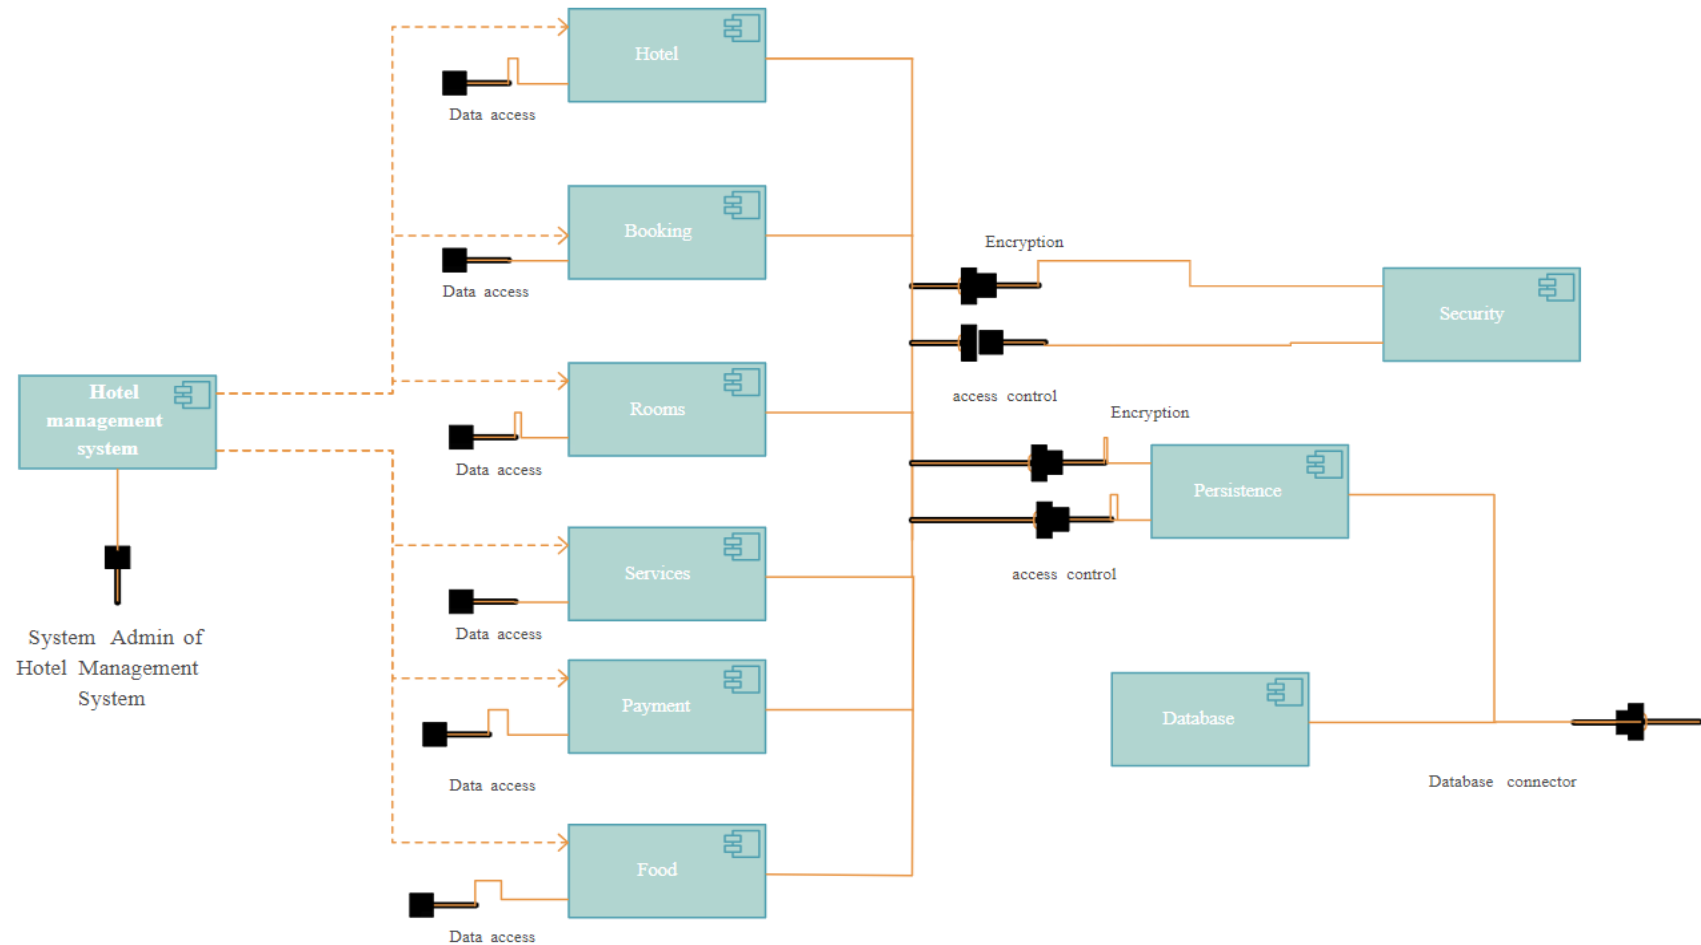 Hotel
Data access
Booking
Data access
Encryption
Security
access control
Hotel
management
system
Rooms
Data access
Encryption
Persistence
access control
Services
Data access
System Admin of
Hotel Management
System
Payment
Data access
Database
Database connector
Food
Data access